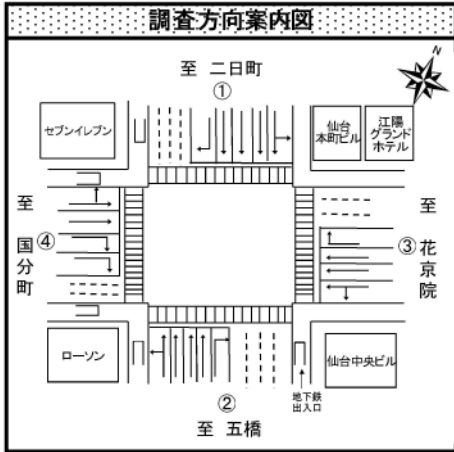 調査方向案内図
至 二日町
①
N
セブンイレブン
仙台
本町ビル
江陽
グランド
ホテル
至 国分町
④
③
至 花京院
ローソン
仙台中央ビル
地下鉄
出入口
②
至 五橋